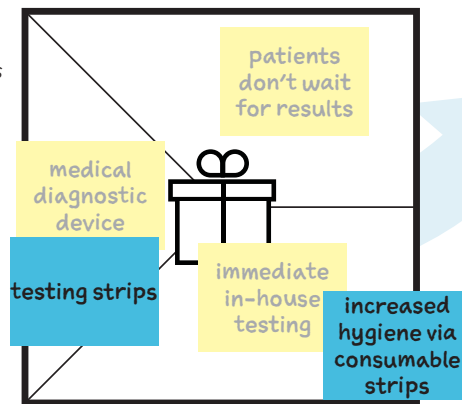 s
patients
don't wait
for results
medical
diagnostic
device
testing strips
immediate
in-house
testing
increased
hygiene via
consumable
strips